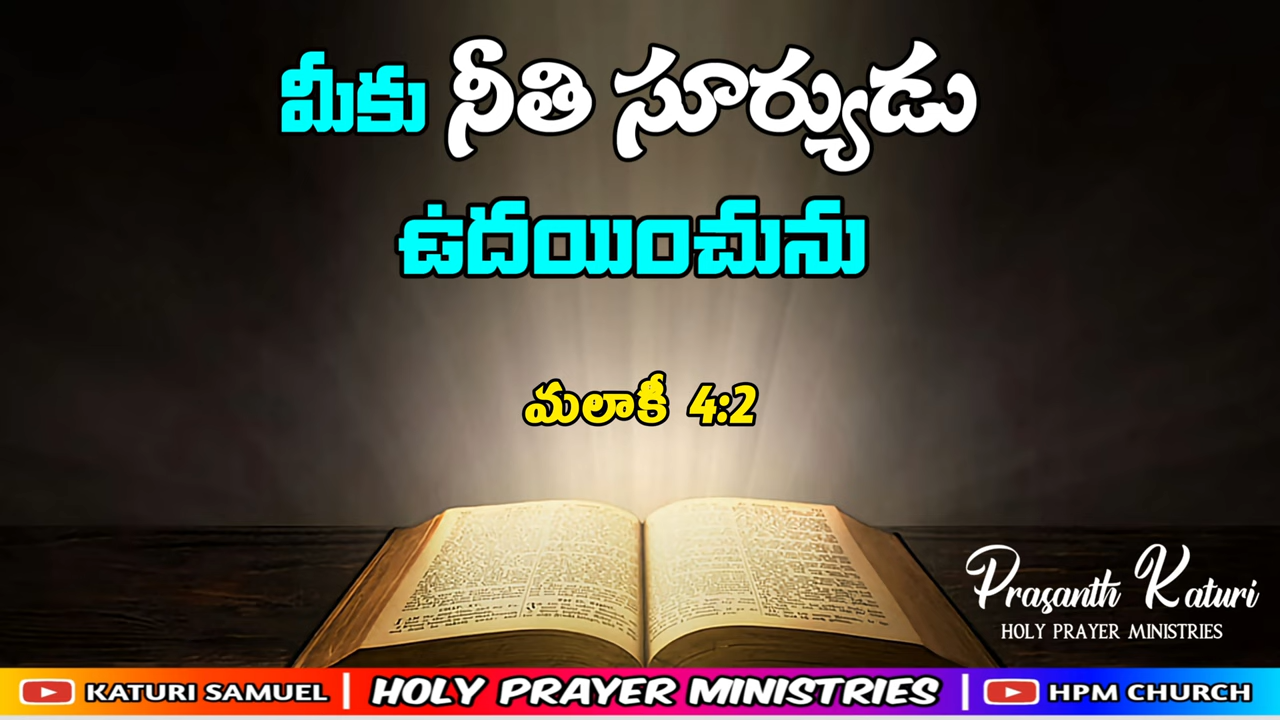 మీకు నీతి సూర్యుడు
ఉదయించును
మలాకీ 4:2
Prasanth Katuri
HOLY PRAYER MINISTRIES
KATURI SAMUEL | HOLY PRAYER MINISTRIES | HPM CHURCH